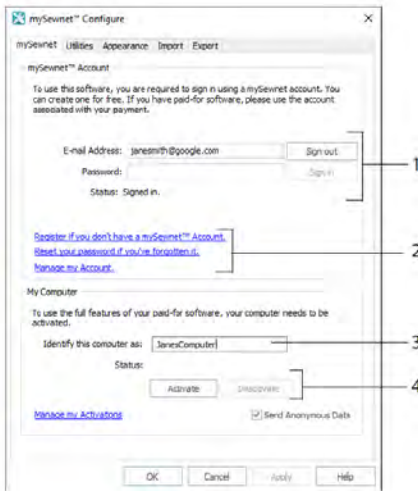 mySewnet™ Configure
mySewnet Utilities Appearance Import Export
mySewnet™ Account
To use this software, you are required to sign in using a mySewnet account. You
can create one for free. If you have paid-for software, please use the account
associated with your payment.
E-mail Address: janesmith@google.com Sign out
Password: Sign in
Status: Signed in.
1
Register if you don't have a mySewnet™ Account.
Reset your password if you've forgotten it.
Manage my Account.
2
My Computer
To use the full features of your paid-for software, your computer needs to be
activated.
Identify this computer as: JanesComputer
3
Status:
Activate Deactivate
4
Manage my Activations Send Anonymous Data
OK Cancel Apply Help